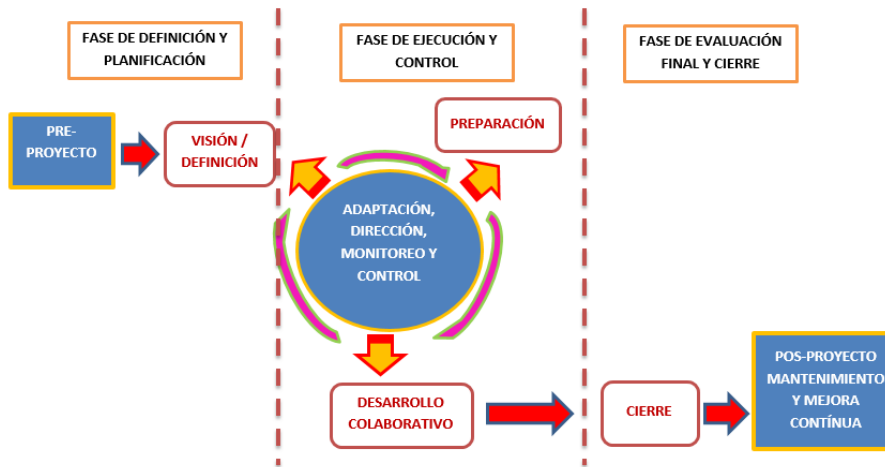 FASE DE DEFINICIÓN Y
PLANIFICACIÓN
FASE DE EJECUCIÓN Y
CONTROL
FASE DE EVALUACIÓN
FINAL Y CIERRE
PRE-
PROYECTO
VISIÓN /
DEFINICIÓN
PREPARACIÓN
ADAPTACIÓN,
DIRECCIÓN,
MONITOREO Y
CONTROL
DESARROLLO
COLABORATIVO
CIERRE
POS-PROYECTO
MANTENIMIENTO
Y MEJORA
CONTÍNUA